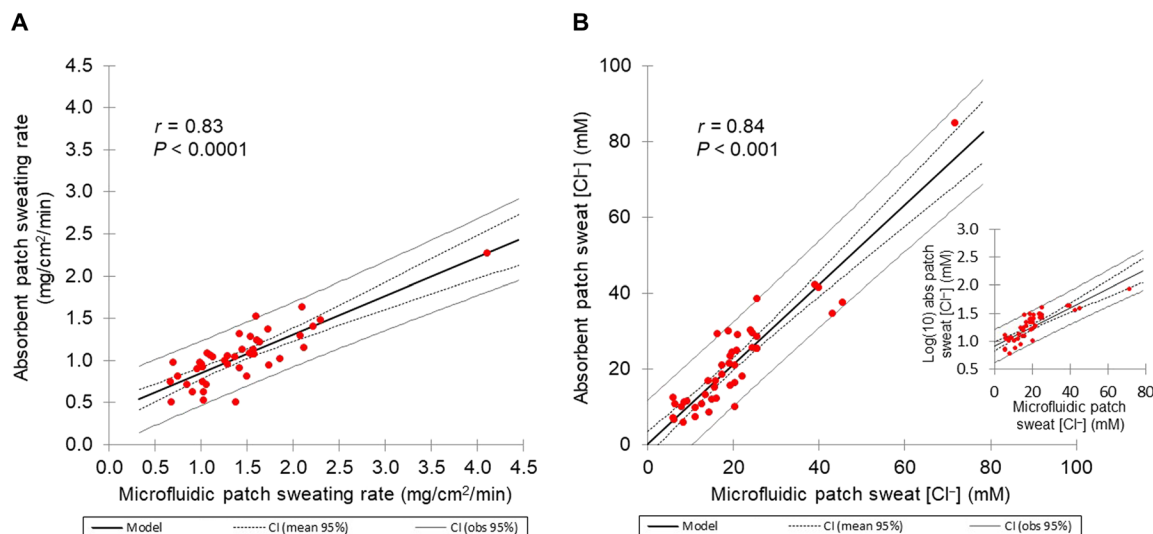 A
B
4.5
4.0
3.5
3.0
2.5
2.0
1.5
1.0
0.5
0.0
Absorbent patch sweating rate
(mg/cm²/min)
r = 0.83
P < 0.0001
0.0 0.5 1.0 1.5 2.0 2.5 3.0 3.5 4.0 4.5
Microfluidic patch sweating rate (mg/cm²/min)
Model CI (mean 95%) CI (obs 95%)
100
80
60
40
20
0
Absorbent patch sweat [Cl⁻] (mM)
r = 0.84
P < 0.001
0 20 40 60 80 100
Microfluidic patch sweat [Cl⁻] (mM)
Model CI (mean 95%) CI (obs 95%)
3.0
2.5
2.0
1.5
1.0
0.5
Log(10) abs patch
sweat [Cl⁻] (mM)
0 20 40 60 80
Microfluidic patch
sweat [Cl⁻] (mM)